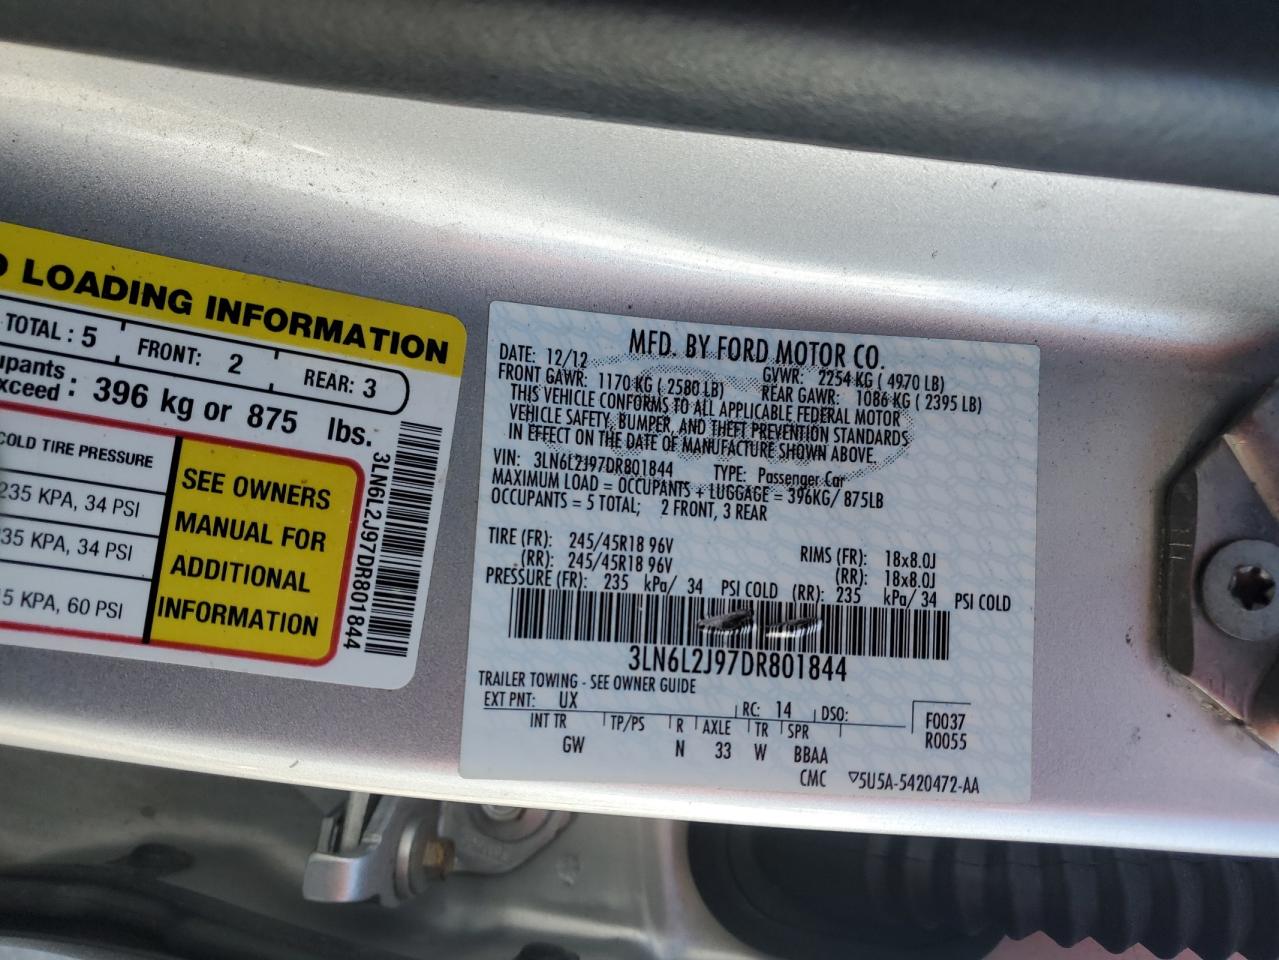 LOADING INFORMATION
TOTAL : 5 FRONT: 2 REAR: 3
396 kg or 875 lbs.
COLD TIRE PRESSURE
235 KPA, 34 PSI
35 KPA, 34 PSI
5 KPA, 60 PSI
SEE OWNERS
MANUAL FOR
ADDITIONAL
INFORMATION
3LN6L2J97DR801844
MFD. BY FORD MOTOR CO.
DATE: 12/12 GVWR: 2254 KG ( 4970 LB)
FRONT GAWR: 1170 KG ( 2580 LB) REAR GAWR: 1086 KG ( 2395 LB)
THIS VEHICLE CONFORMS TO ALL APPLICABLE FEDERAL MOTOR
VEHICLE SAFETY, BUMPER, AND THEFT PREVENTION STANDARDS
IN EFFECT ON THE DATE OF MANUFACTURE SHOWN ABOVE.
VIN: 3LN6L2J97DR801844 TYPE: Passenger Car
MAXIMUM LOAD = OCCUPANTS + LUGGAGE = 396KG/ 875LB
OCCUPANTS = 5 TOTAL; 2 FRONT, 3 REAR
TIRE (FR): 245/45R18 96V RIMS (FR): 18x8.0J
(RR): 245/45R18 96V (RR): 18x8.0J
PRESSURE (FR): 235 kPa/ 34 PSI COLD (RR): 235 kPa/ 34 PSI COLD
3LN6L2J97DR801844
TRAILER TOWING - SEE OWNER GUIDE
EXT PNT: UX RC: 14 DSO: F0037
INT TR TP/PS R AXLE TR SPR R0055
GW N 33 W BBAA
CMC ▽5U5A-5420472-AA